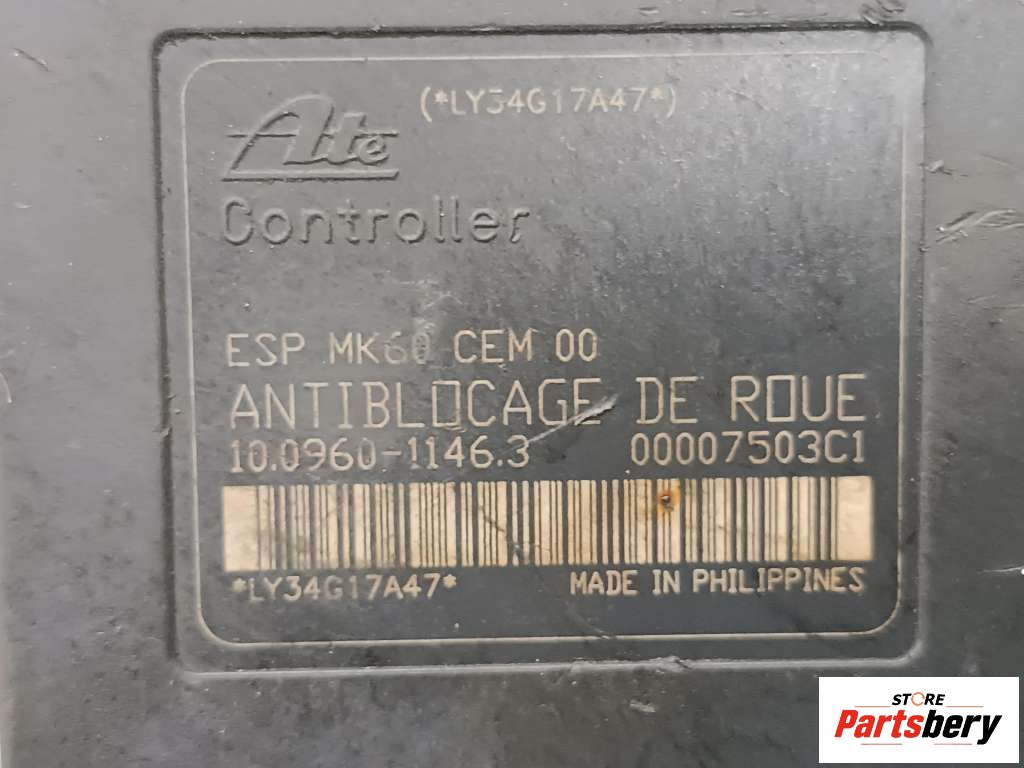 (*LY34G17A47*)
Ate
Controller
ESP MK60 CEM 00
ANTIBLOCAGE DE ROUE
10.0960-1146.3 00007503C1
*LY34G17A47* MADE IN PHILIPPINES
STORE
Partsbery